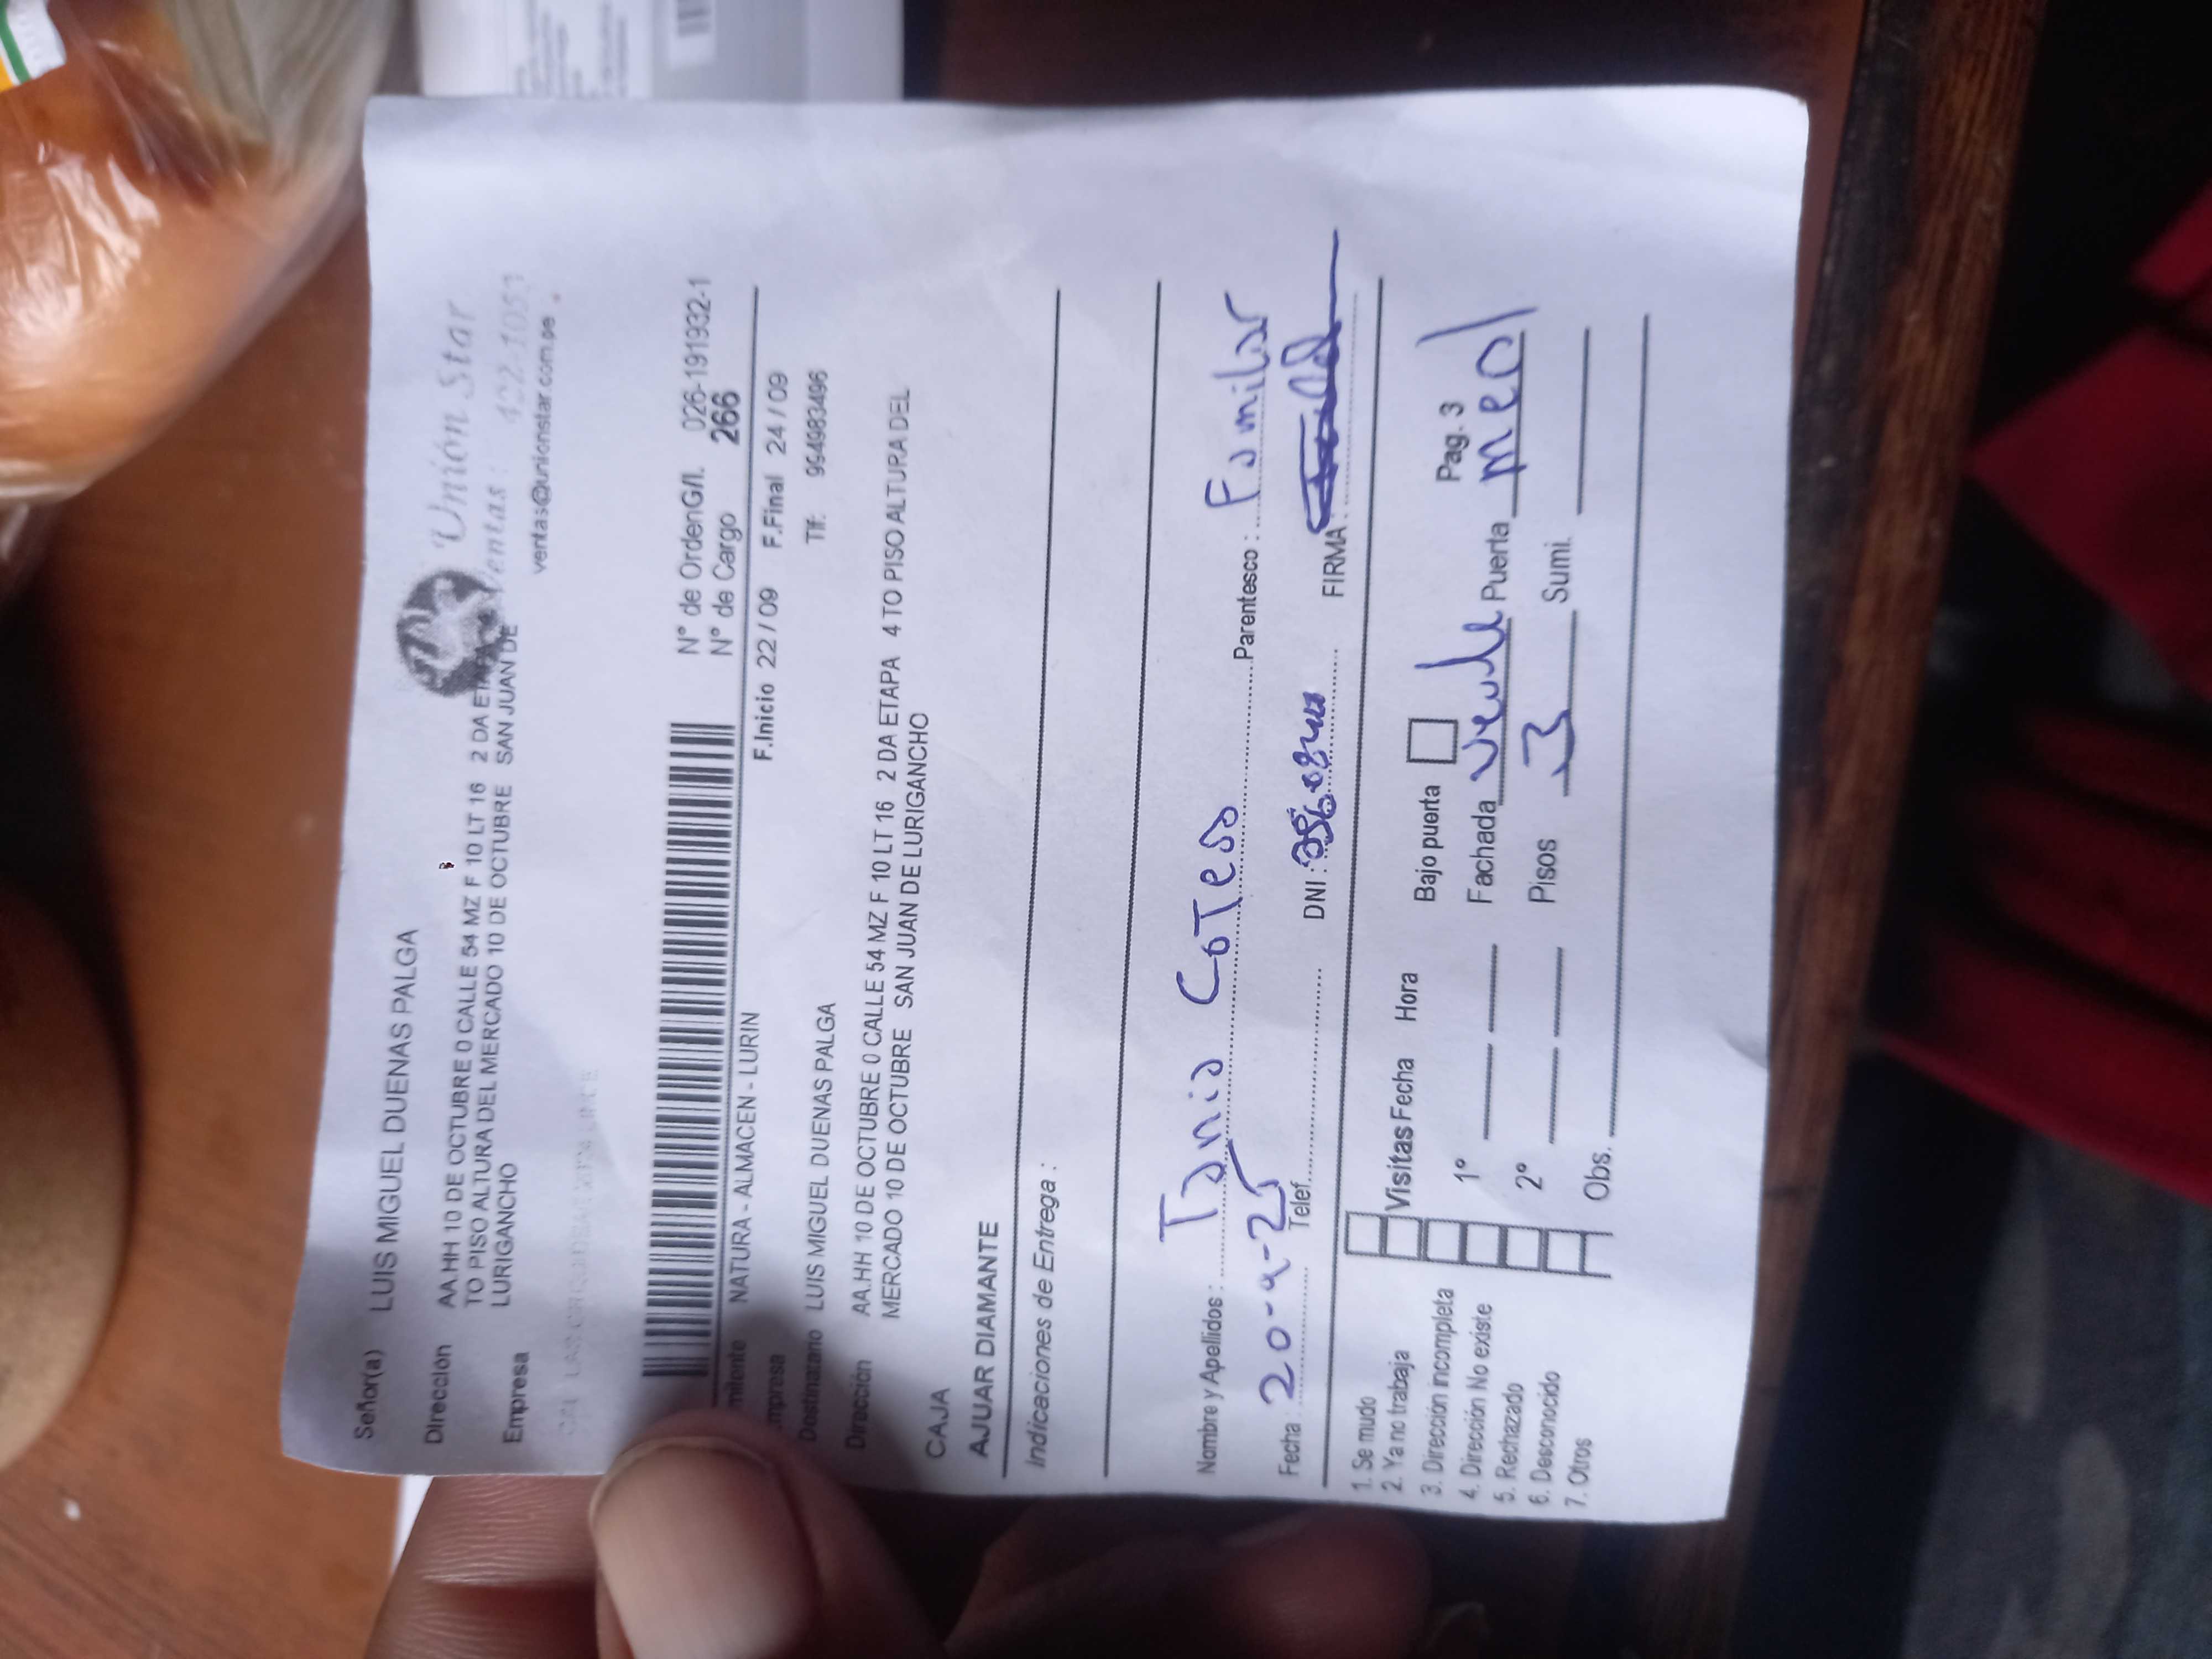 Señor(a) LUIS MIGUEL DUENAS PALGA
Unión Star
Ventas: 422-1051
ventas@unionstar.com.pe
Dirección AA.HH 10 DE OCTUBRE 0 CALLE 54 MZ F 10 LT 16 2 DA ETAPA 4
TO PISO ALTURA DEL MERCADO 10 DE OCTUBRE SAN JUAN DE
Empresa LURIGANCHO
N° de OrdenG/I. 026-191932-1
N° de Cargo 266
NATURA - ALMACEN - LURIN
F.Inicio 22 / 09 F.Final 24 / 09
Destinatario LUIS MIGUEL DUENAS PALGA Tlf: 994983496
Dirección AA.HH 10 DE OCTUBRE 0 CALLE 54 MZ F 10 LT 16 2 DA ETAPA 4 TO PISO ALTURA DEL
MERCADO 10 DE OCTUBRE SAN JUAN DE LURIGANCHO
CAJA
AJUAR DIAMANTE
Indicaciones de Entrega :
Nombre y Apellidos : Tania Parentesco : Familar
Fecha 20-9-25 Telef. DNI : FIRMA :
1. Se mudo
2. Ya no trabaja
3. Dirección incompleta
4. Dirección No existe
5. Rechazado
6. Desconocido
7. Otros
Visitas Fecha Hora Bajo puerta Pag. 3
1° Fachada Puerta
2° Pisos 3 Sumi.
Obs.